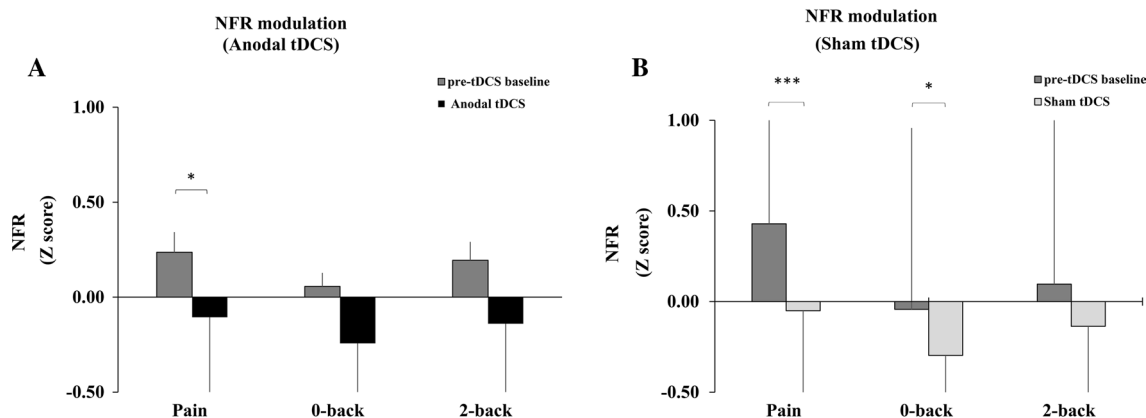 NFR modulation
(Anodal tDCS)
A
pre-tDCS baseline
Anodal tDCS
1.00
0.50
0.00
-0.50
NFR
(Z score)
*
Pain
0-back
2-back
NFR modulation
(Sham tDCS)
B
pre-tDCS baseline
Sham tDCS
***
*
1.00
0.50
0.00
-0.50
NFR
(Z score)
Pain
0-back
2-back